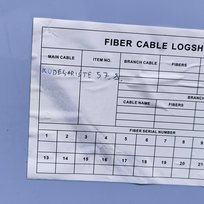 FIBER CABLE LOGSH
MAIN CABLE ITEM NO. BRANCH CABLE FIBERS
57
CABLE NAME FIBERS
FIBER SERIAL NUMBER
1 2 3 4 5 6 7 8 9
13 14 15 16 17 18 19 20 21